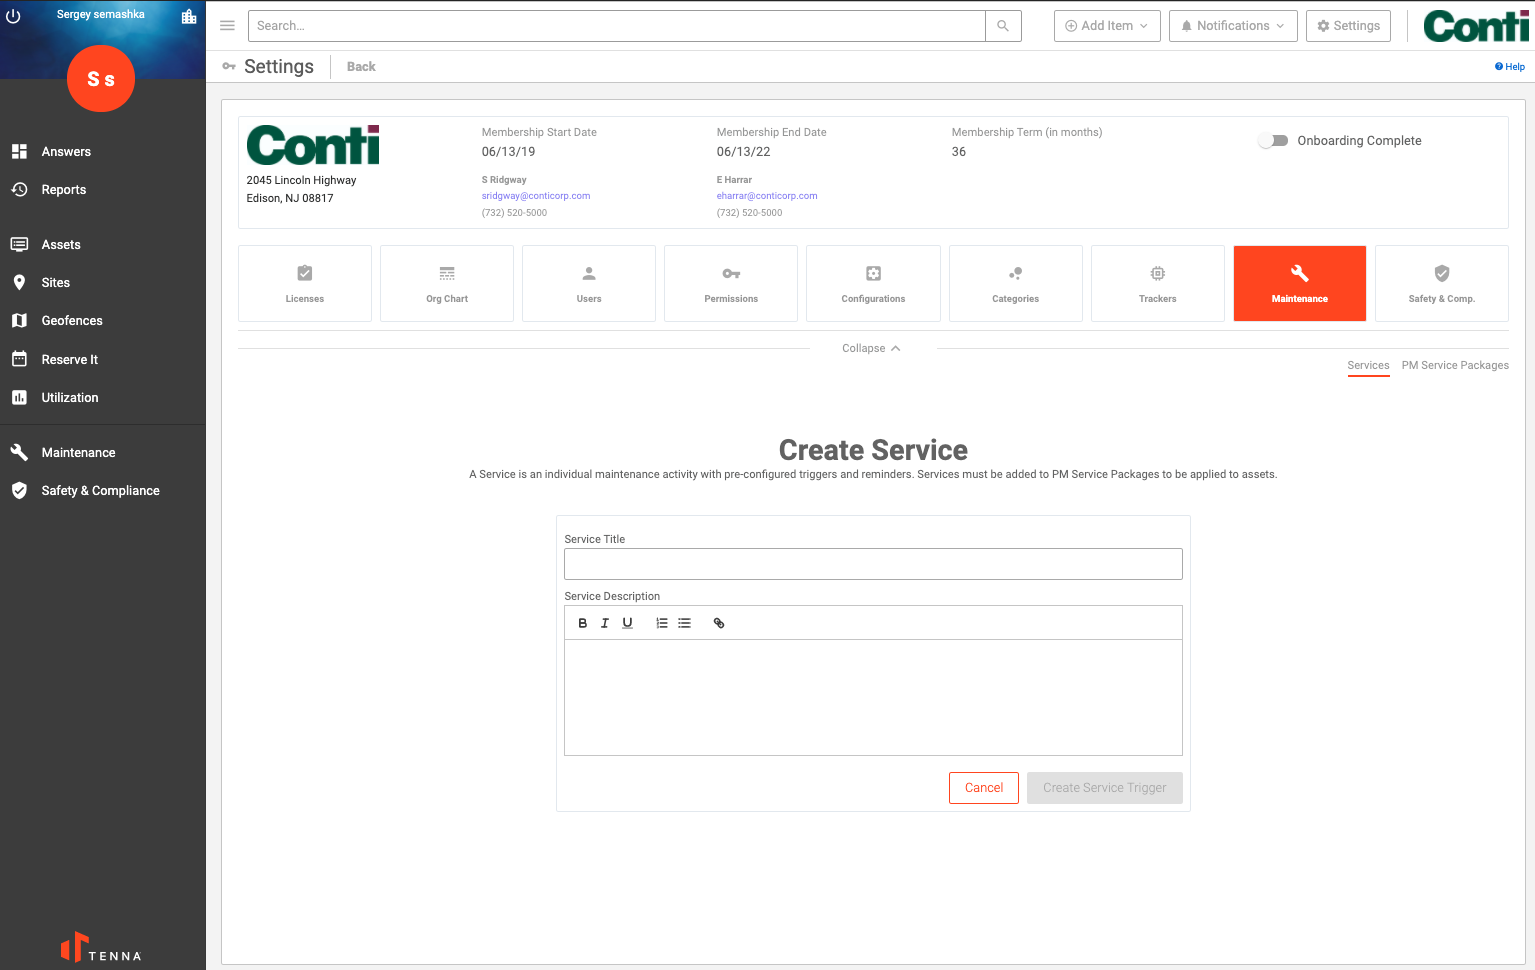 Sergey semashka
S s
Answers
Reports
Assets
Sites
Geofences
Reserve It
Utilization
Maintenance
Safety & Compliance
TENNA
Search...
Add Item
Notifications
Settings
Conti
Settings
Back
Help
Conti
2045 Lincoln Highway
Edison, NJ 08817
Membership Start Date
06/13/19
S Ridgway
sridgway@conticorp.com
(732) 520-5000
Membership End Date
06/13/22
E Harrar
eharrar@conticorp.com
(732) 520-5000
Membership Term (in months)
36
Onboarding Complete
Licenses
Org Chart
Users
Permissions
Configurations
Categories
Trackers
Maintenance
Safety & Comp.
Collapse
Services
PM Service Packages
Create Service
A Service is an individual maintenance activity with pre-configured triggers and reminders. Services must be added to PM Service Packages to be applied to assets.
Service Title
Service Description
B I U
Cancel
Create Service Trigger